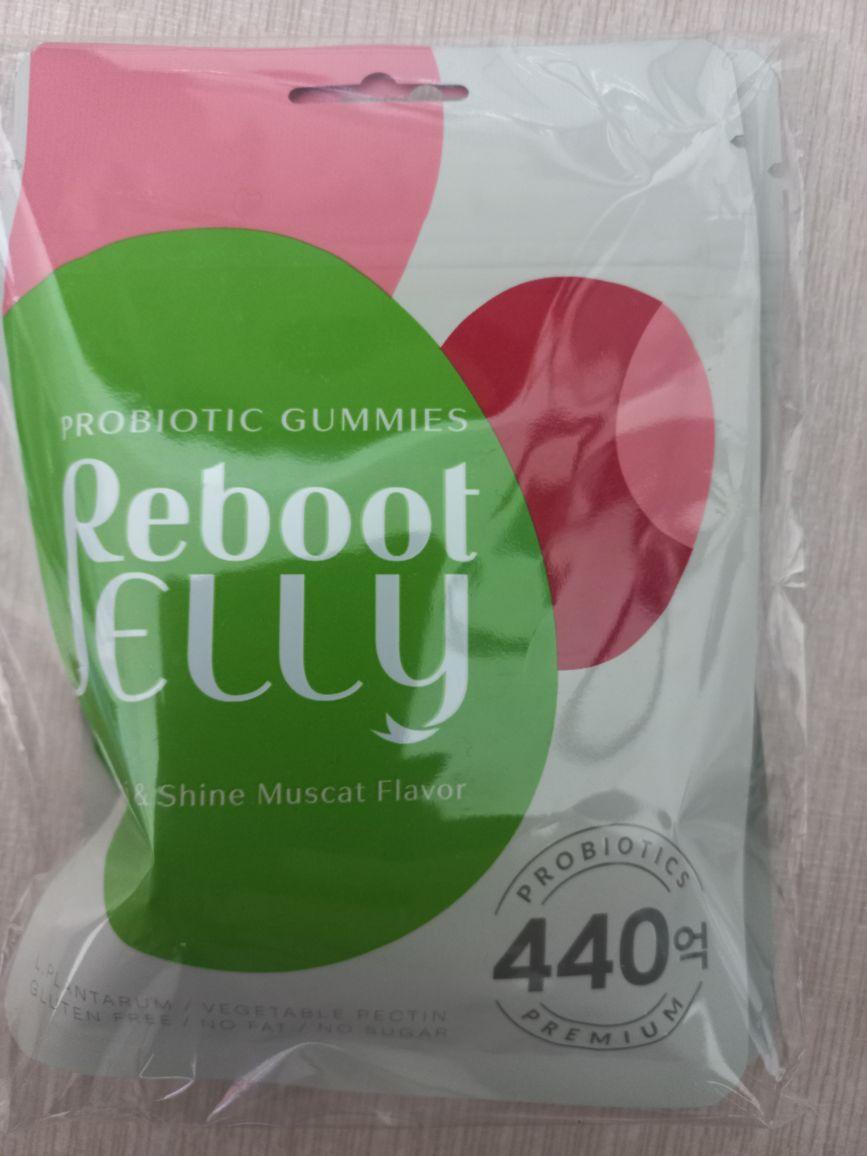 PROBIOTIC GUMMIES
Reboot
JELLY
& Shine Muscat Flavor
PROBIOTICS
440억
PREMIUM
L.PLANTARUM / VEGETABLE PECTIN
GLUTEN FREE / NO FAT / NO SUGAR